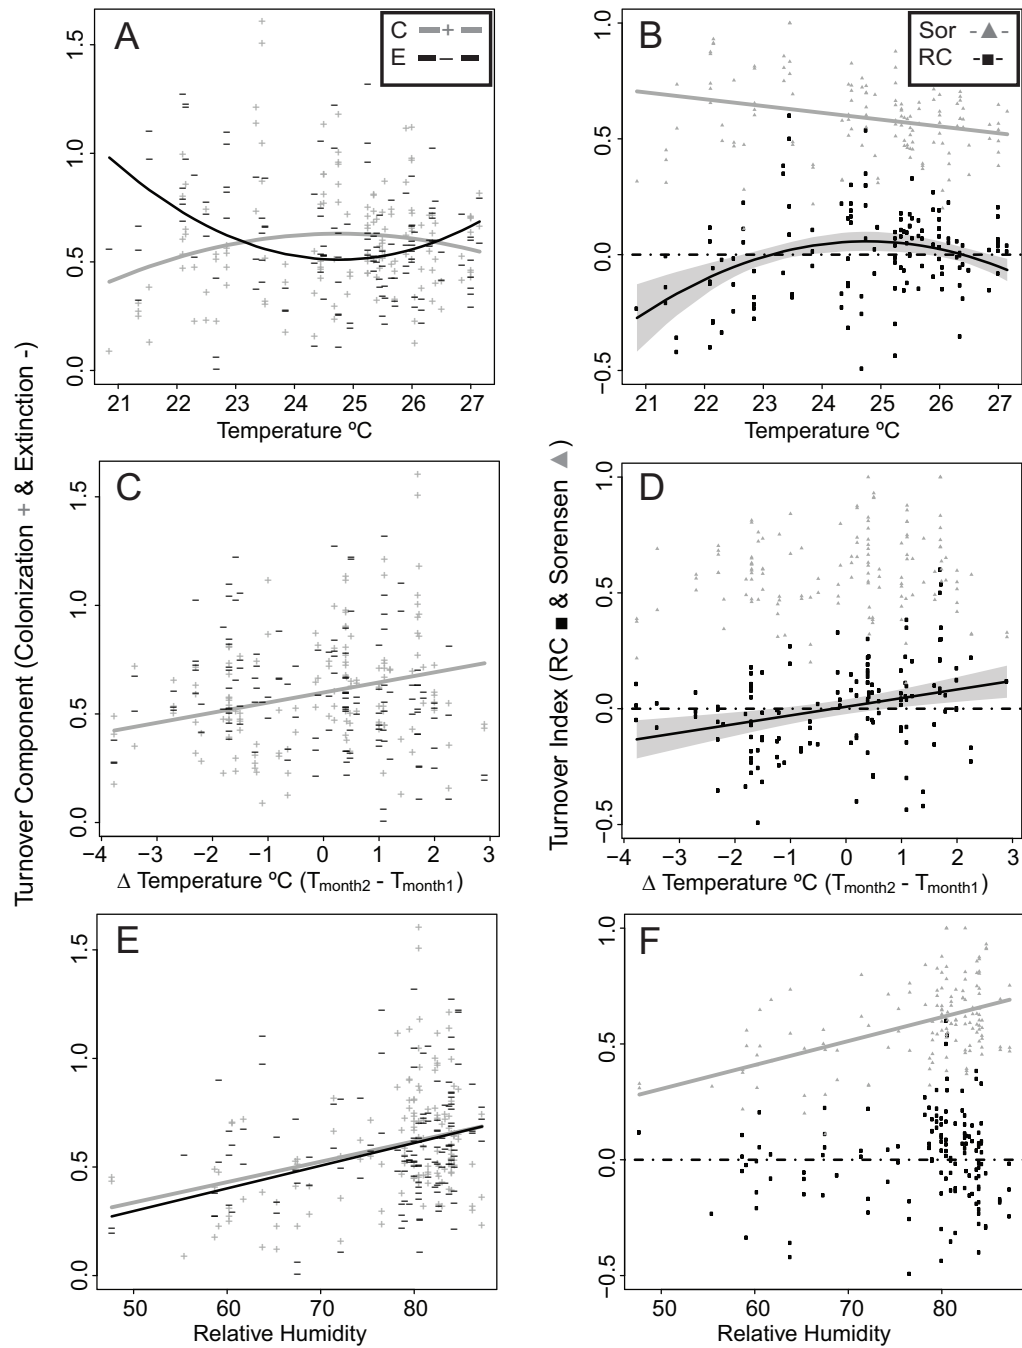 A
C +
E –
1.5
1.0
0.5
0.0
21 22 23 24 25 26 27
Temperature ºC
B
Sor - ▲ -
RC - ■ -
1.0
0.5
0.0
−0.5
21 22 23 24 25 26 27
Temperature ºC
Turnover Component (Colonization + & Extinction -)
Turnover Index (RC ■ & Sorensen ▲)
C
1.5
1.0
0.5
0.0
−4 −3 −2 −1 0 1 2 3
Δ Temperature ºC (Tmonth2 - Tmonth1)
D
1.0
0.5
0.0
−0.5
−4 −3 −2 −1 0 1 2 3
Δ Temperature ºC (Tmonth2 - Tmonth1)
E
1.5
1.0
0.5
0.0
50 60 70 80
Relative Humidity
F
1.0
0.5
0.0
−0.5
50 60 70 80
Relative Humidity